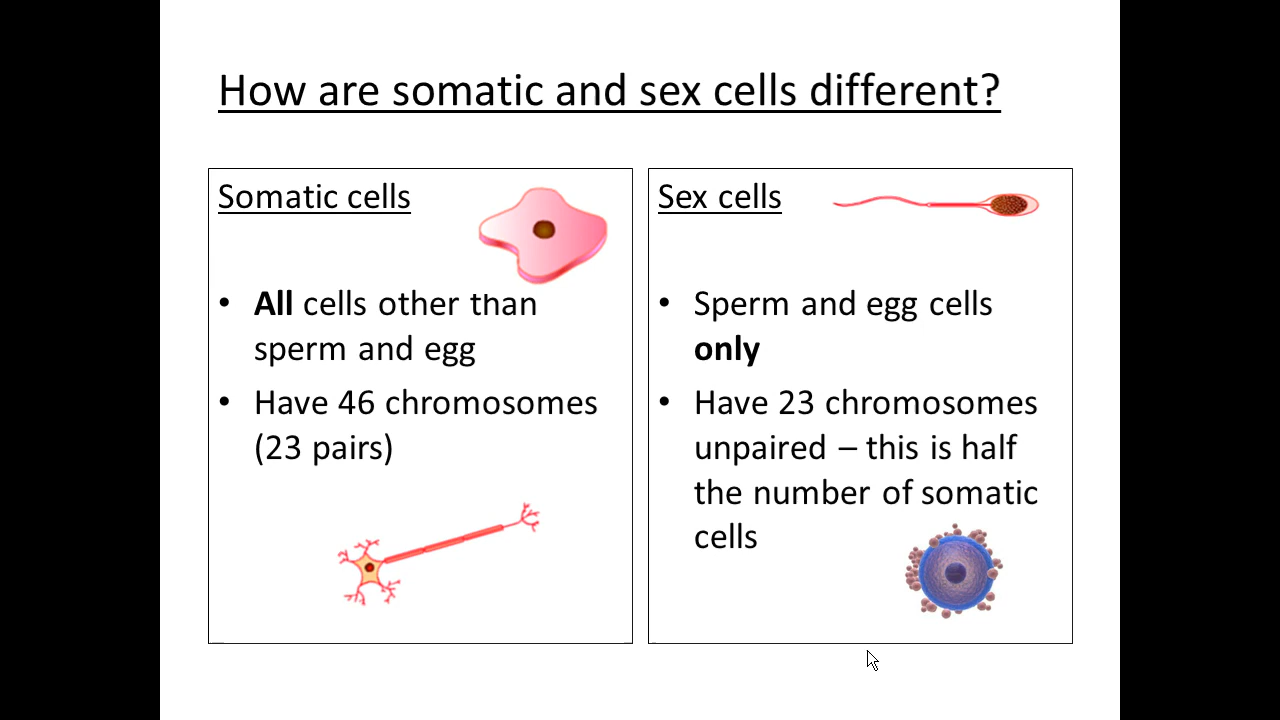 How are somatic and sex cells different?
Somatic cells
• All cells other than
sperm and egg
• Have 46 chromosomes
(23 pairs)
Sex cells
• Sperm and egg cells
only
• Have 23 chromosomes
unpaired – this is half
the number of somatic
cells